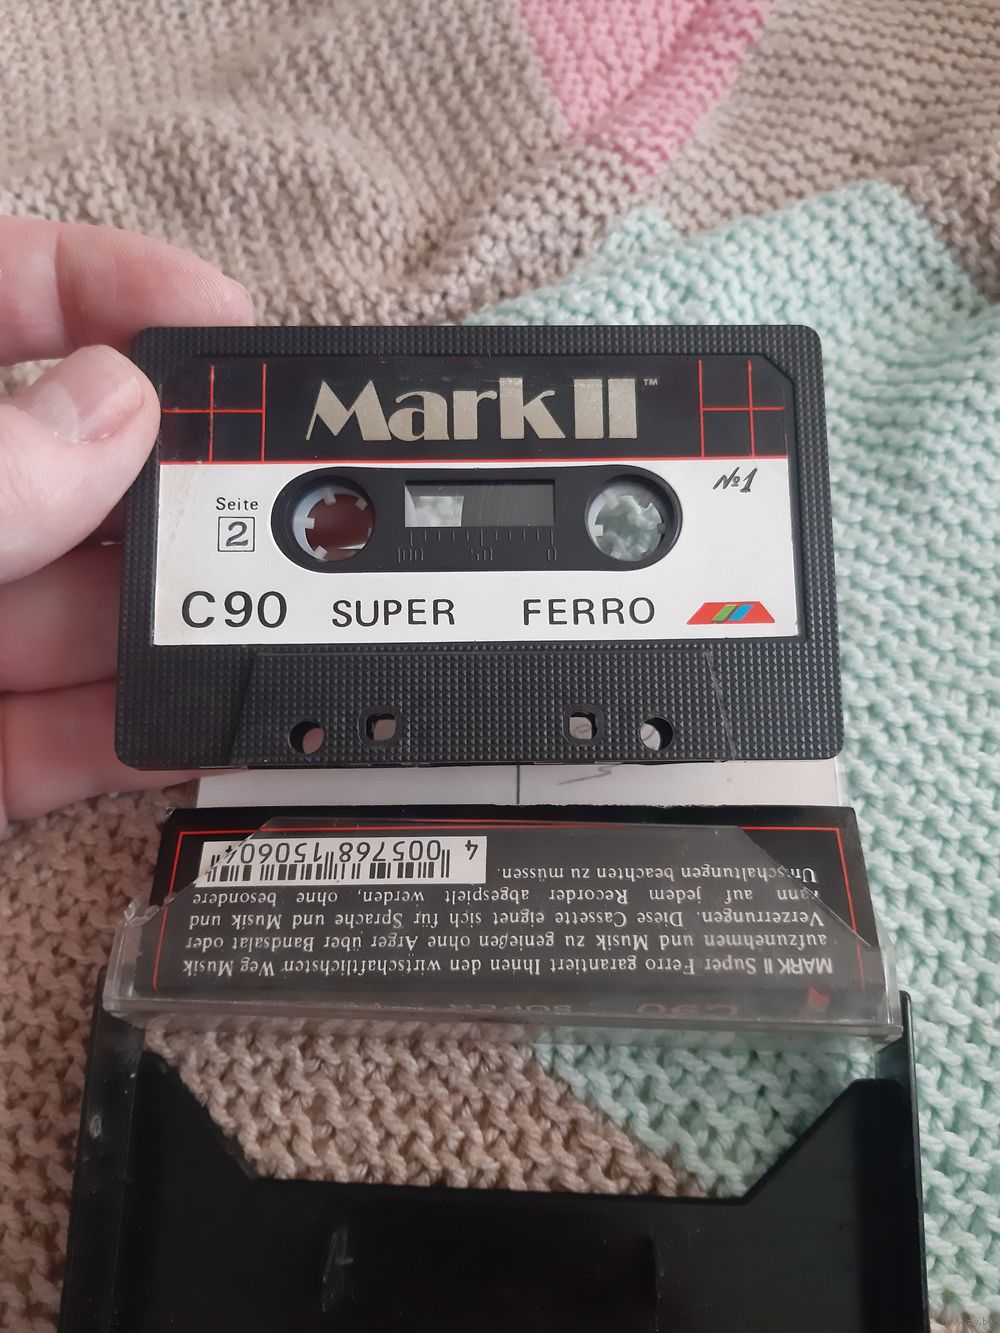 Mark II™
№1
Seite
2
100 50 0
C90 SUPER FERRO
MARK II Super Ferro garantiert Ihnen den wirtschaftlichsten Weg Musik
aufzunehmen und Musik zu genießen ohne Ärger über Bandsalat oder
Verzerrungen. Diese Cassette eignet sich für Sprache und Musik und
kann auf jedem Recorder abgespielt werden, ohne besondere
Umschaltungen beachten zu müssen.
4 005768 150604
C90 SUPER